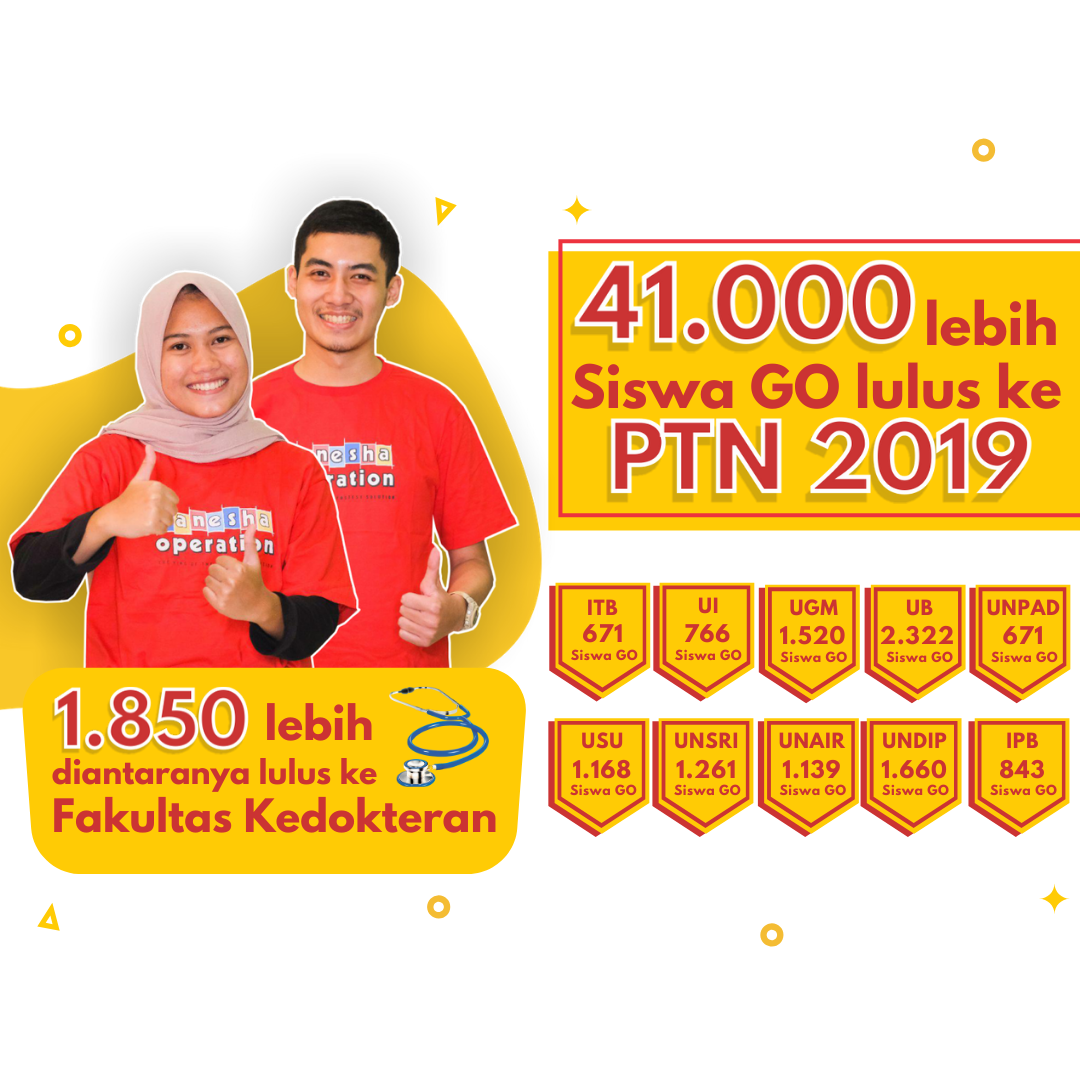 41.000 lebih
Siswa GO lulus ke
PTN 2019
nesha
ration
anesha
operation
1.850 lebih
diantaranya lulus ke
Fakultas Kedokteran
ITB
671
Siswa GO
UI
766
Siswa GO
UGM
1.520
Siswa GO
UB
2.322
Siswa GO
UNPAD
671
Siswa GO
USU
1.168
Siswa GO
UNSRI
1.261
Siswa GO
UNAIR
1.139
Siswa GO
UNDIP
1.660
Siswa GO
IPB
843
Siswa GO